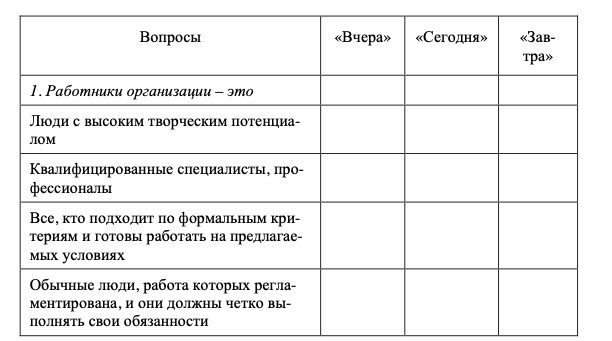 Вопросы «Вчера» «Сегодня» «Зав-
тра»
1. Работники организации – это
Люди с высоким творческим потенциа-
лом
Квалифицированные специалисты, про-
фессионалы
Все, кто подходит по формальным кри-
териям и готовы работать на предлагае-
мых условиях
Обычные люди, работа которых регла-
ментирована, и они должны четко вы-
полнять свои обязанности